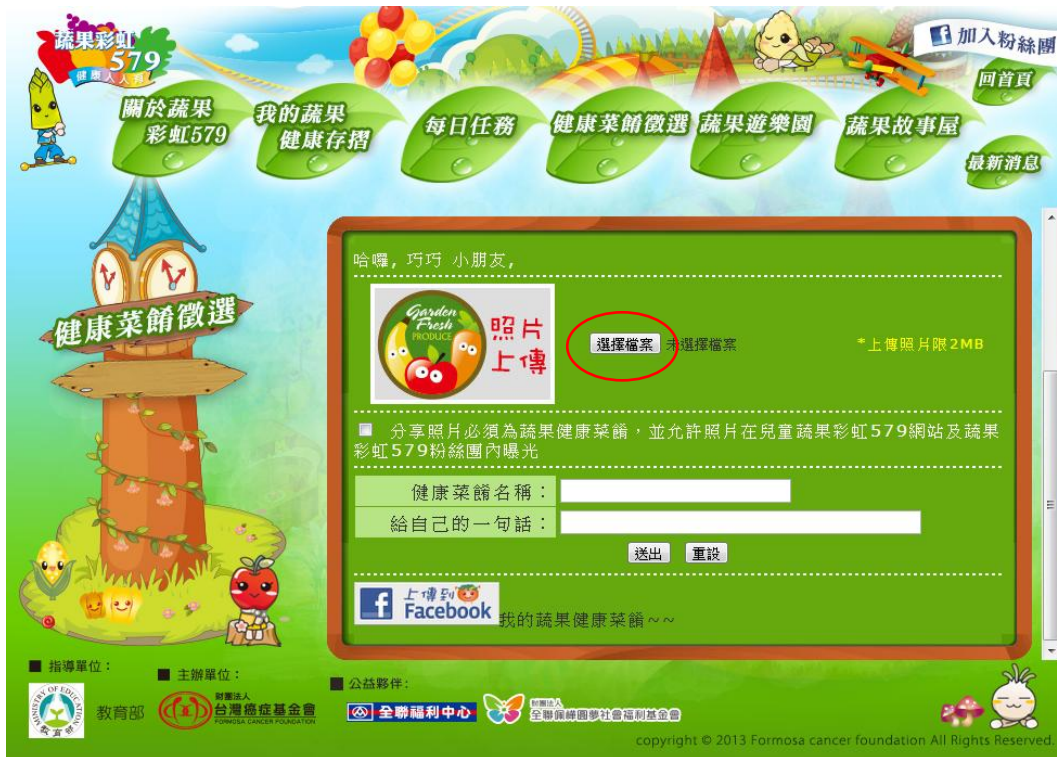 蔬果彩虹
579
健康人人有
加入粉絲團
回首頁
關於蔬果
彩虹579
我的蔬果
健康存摺
每日任務
健康菜餚徵選
蔬果遊樂園
蔬果故事屋
最新消息
健康菜餚徵選
哈囉, 巧巧 小朋友,
Garden
Fresh
PRODUCE
照片
上傳
選擇檔案 未選擇檔案
*上傳照片限2MB
分享照片必須為蔬果健康菜餚，並允許照片在兒童蔬果彩虹579網站及蔬果
彩虹579粉絲團內曝光
健康菜餚名稱：
給自己的一句話：
送出 重設
上傳到
Facebook
我的蔬果健康菜餚~~
指導單位：
主辦單位：
公益夥伴：
MINISTRY OF EDUCATION
教育部
教育部
財團法人
台灣癌症基金會
FORMOSA CANCER FOUNDATION
全聯福利中心
財團法人
全聯佩樺圓夢社會福利基金會
copyright © 2013 Formosa cancer foundation All Rights Reserved.